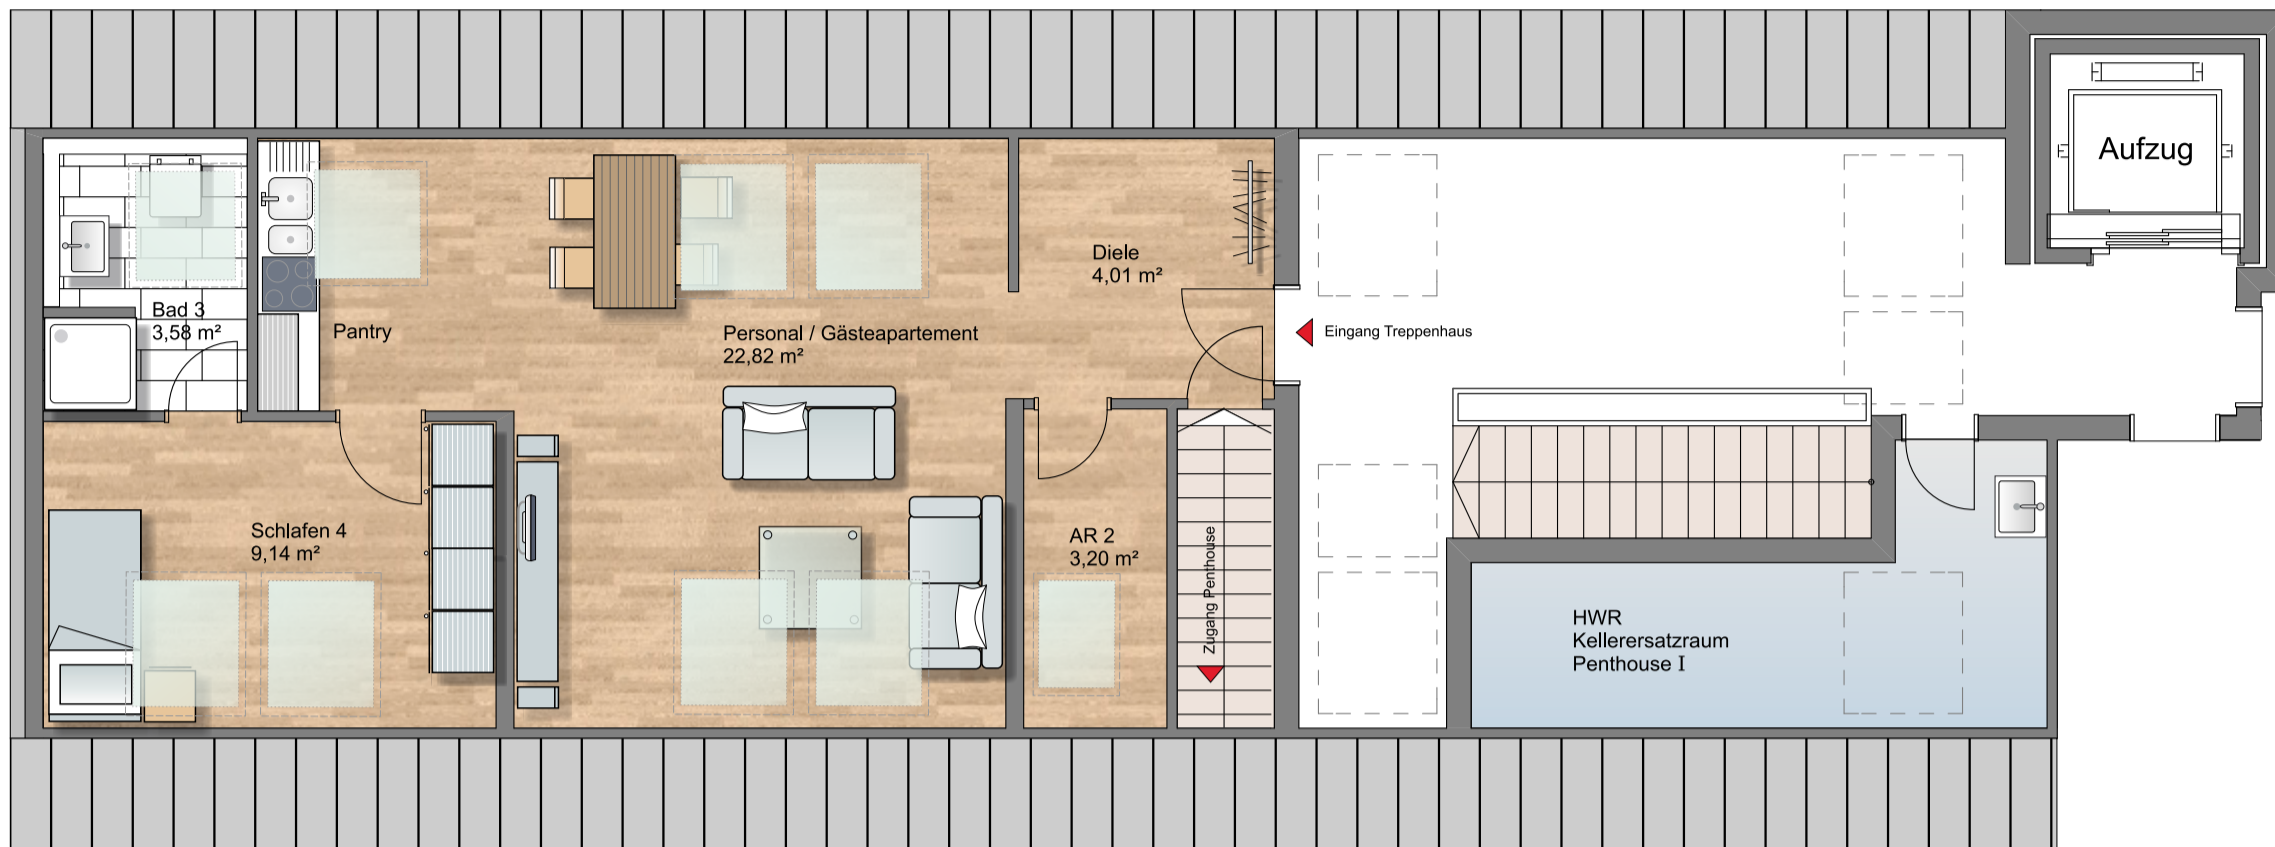 Aufzug
Diele
4,01 m²
Bad 3
3,58 m²
Pantry
Personal / Gästeapartement
22,82 m²
Eingang Treppenhaus
Schlafen 4
9,14 m²
AR 2
3,20 m²
Zugang Penthouse
HWR
Kellerersatzraum
Penthouse I